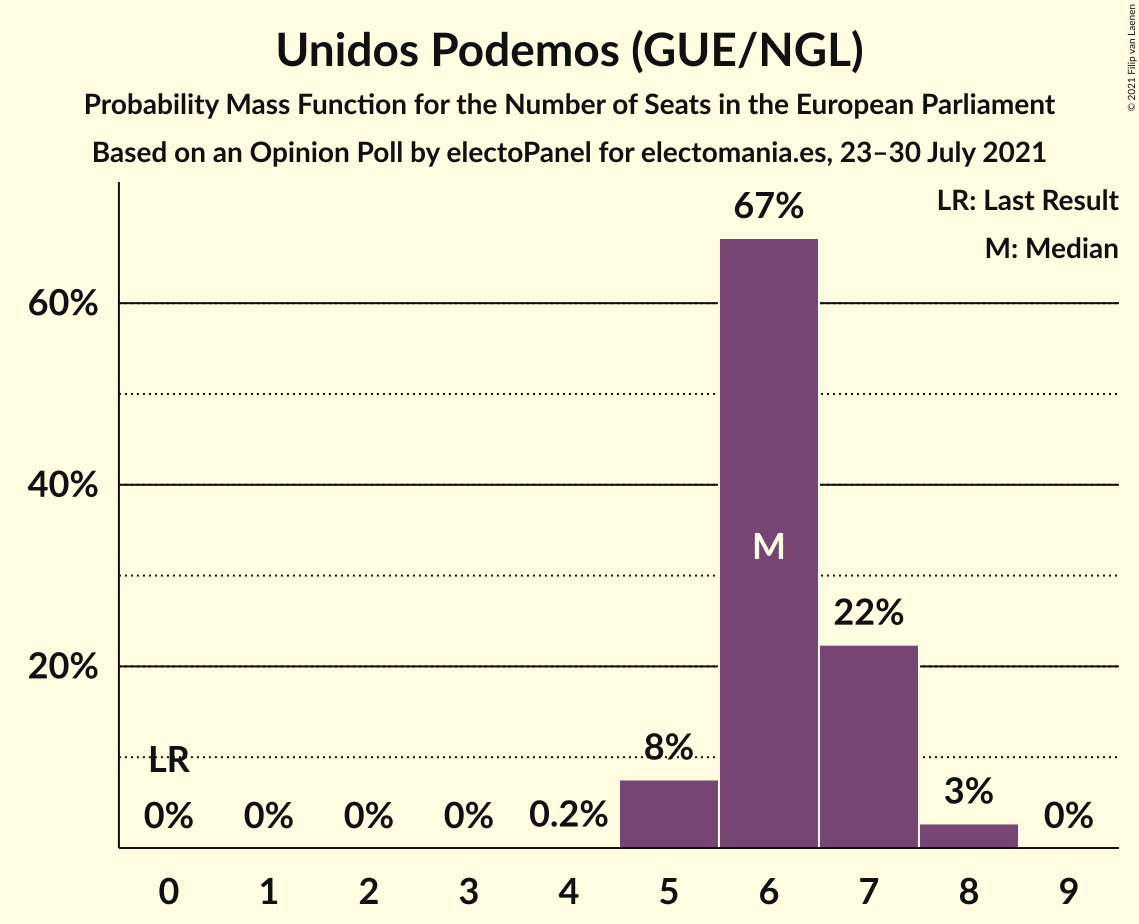 Unidos Podemos (GUE/NGL)
Probability Mass Function for the Number of Seats in the European Parliament
Based on an Opinion Poll by electoPanel for electomania.es, 23–30 July 2021
© 2021 Filip van Laenen
LR: Last Result
M: Median
67%
60%
40%
M
22%
20%
LR
8%
3%
0% 0% 0% 0% 0.2% 0%
0 1 2 3 4 5 6 7 8 9